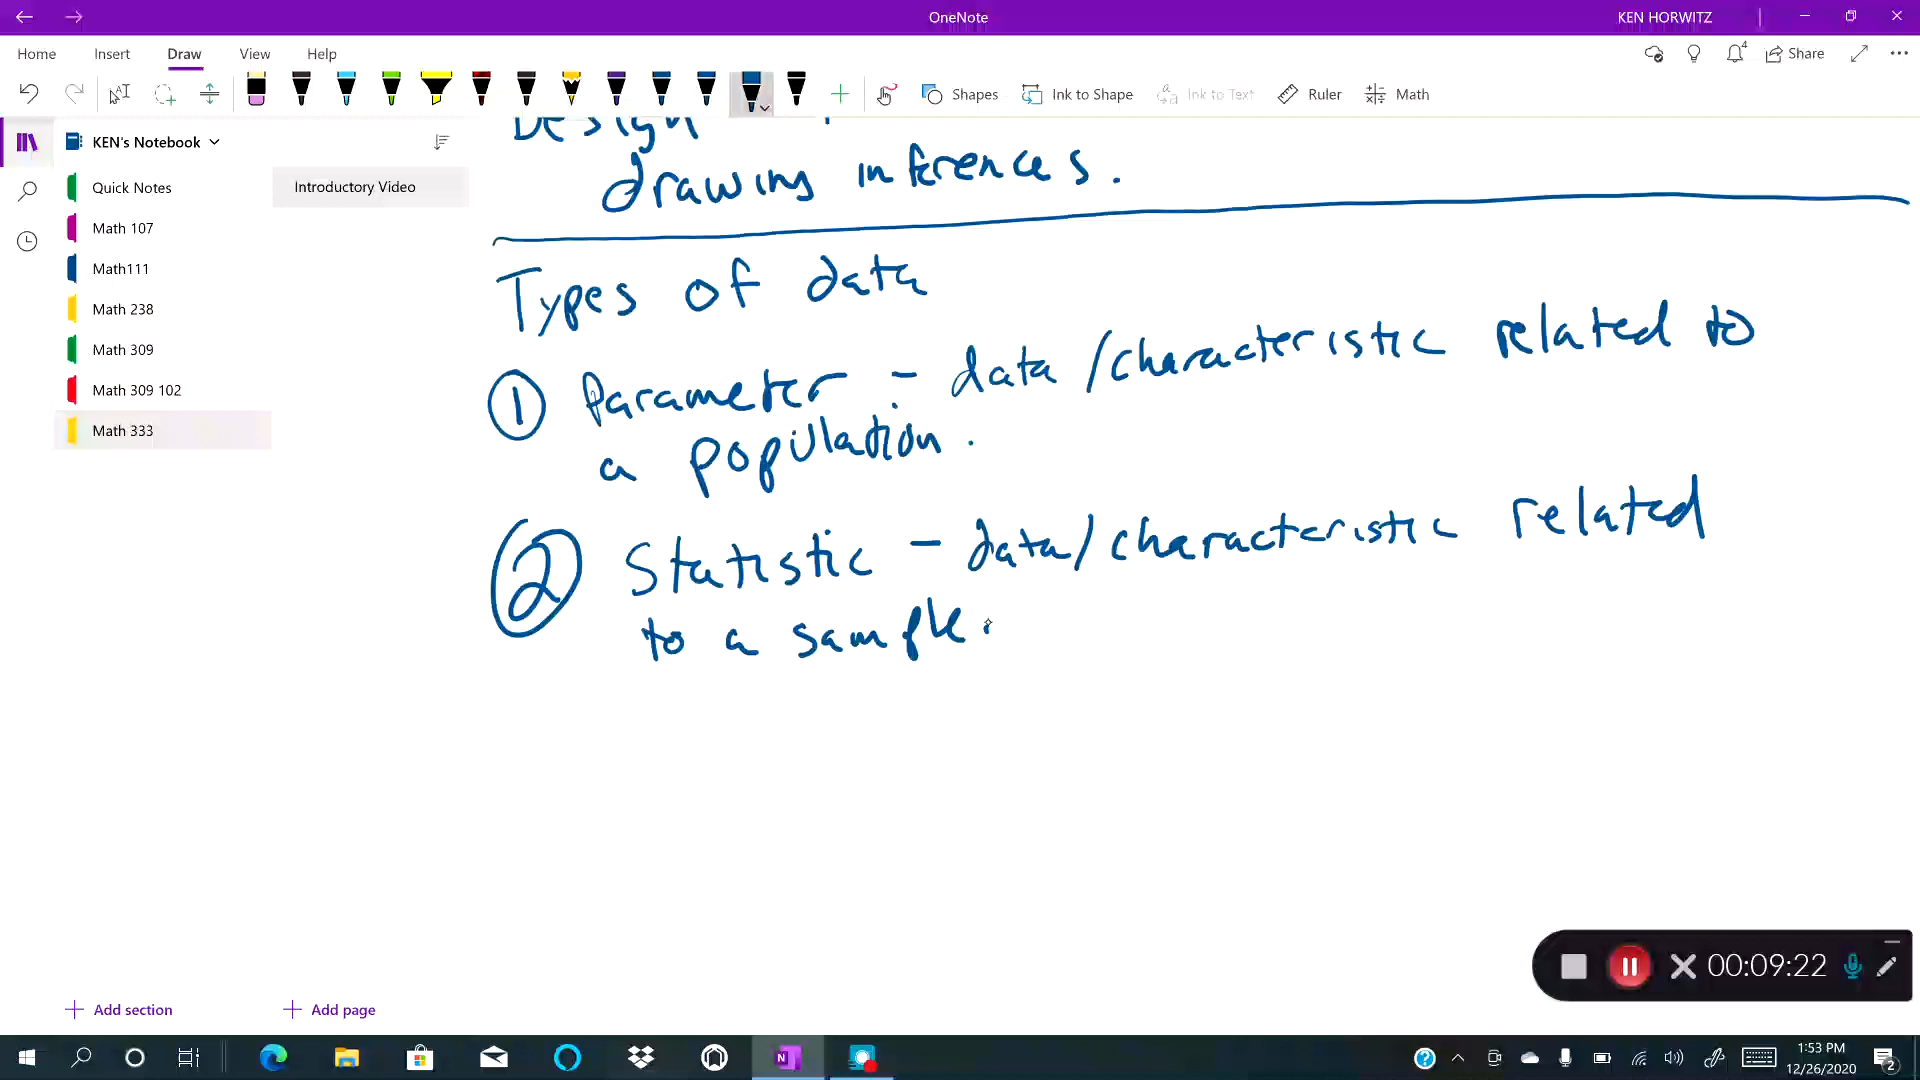 OneNote
KEN HORWITZ
Home Insert Draw View Help
4
Share
Shapes
Ink to Shape
Ink to Text
Ruler
Math
KEN's Notebook
Quick Notes
Math 107
Math111
Math 238
Math 309
Math 309 102
Math 333
Introductory Video
Design
drawing inferences.
Types of data
1 Parameter - data/characteristic related to
a population.
2 Statistic - data/characteristic related
to a sample.
00:09:22
Add section
Add page
1:53 PM
12/26/2020
2